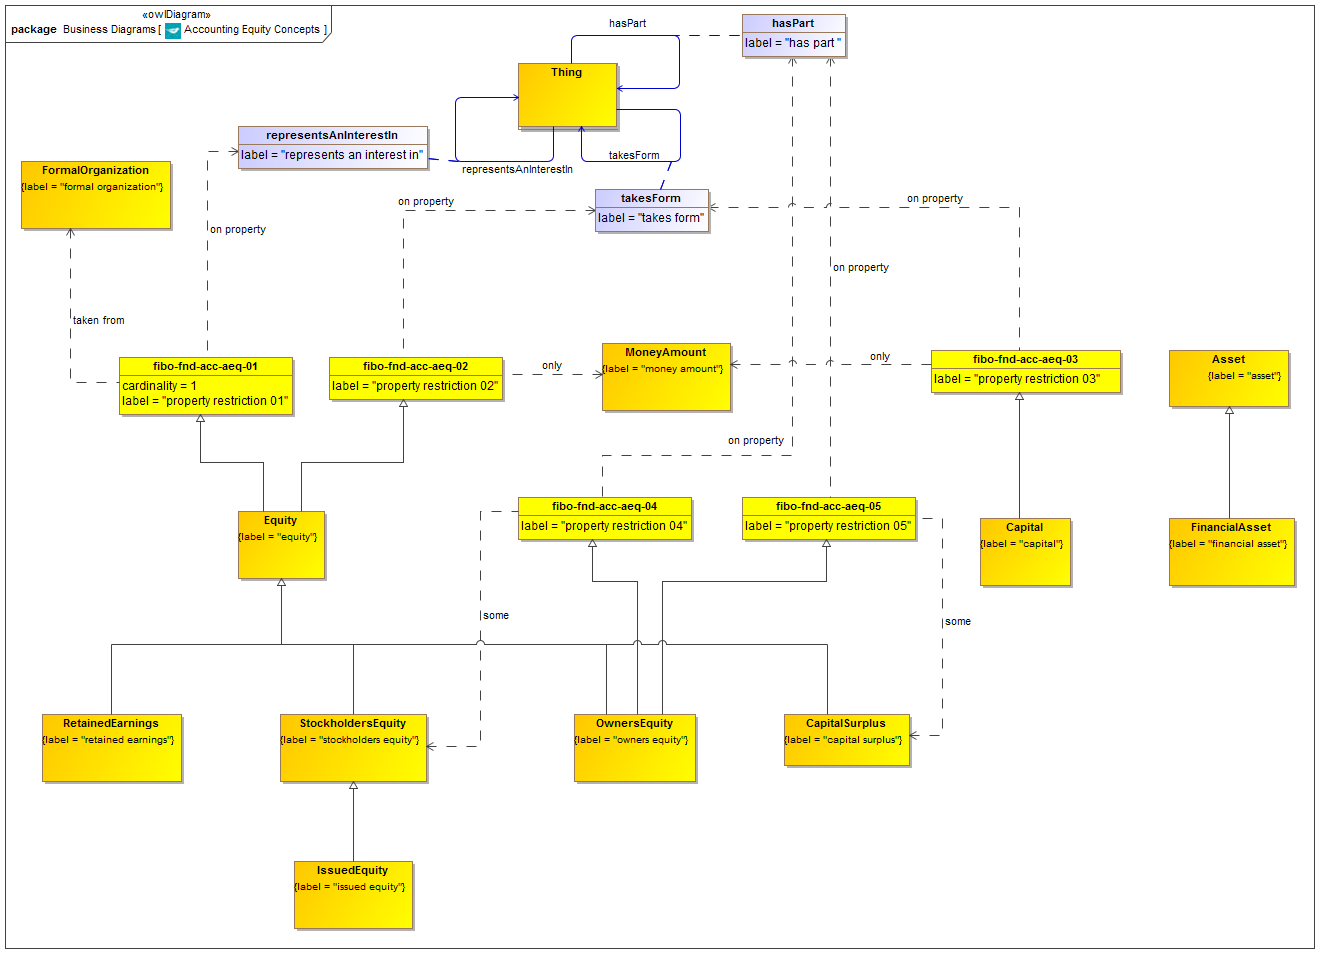 «owlDiagram»
package Business Diagrams [ Accounting Equity Concepts ]
hasPart
hasPart
label = "has part "
Thing
representsAnInterestIn
label = "represents an interest in"
takesForm
representsAnInterestIn
FormalOrganization
{label = "formal organization"}
takesForm
label = "takes form"
on property
on property
on property
on property
taken from
fibo-fnd-acc-aeq-01
cardinality = 1
label = "property restriction 01"
fibo-fnd-acc-aeq-02
label = "property restriction 02"
only
MoneyAmount
{label = "money amount"}
only
fibo-fnd-acc-aeq-03
label = "property restriction 03"
Asset
{label = "asset"}
on property
fibo-fnd-acc-aeq-04
label = "property restriction 04"
fibo-fnd-acc-aeq-05
label = "property restriction 05"
Equity
{label = "equity"}
Capital
{label = "capital"}
FinancialAsset
{label = "financial asset"}
some
some
RetainedEarnings
{label = "retained earnings"}
StockholdersEquity
{label = "stockholders equity"}
OwnersEquity
{label = "owners equity"}
CapitalSurplus
{label = "capital surplus"}
IssuedEquity
{label = "issued equity"}